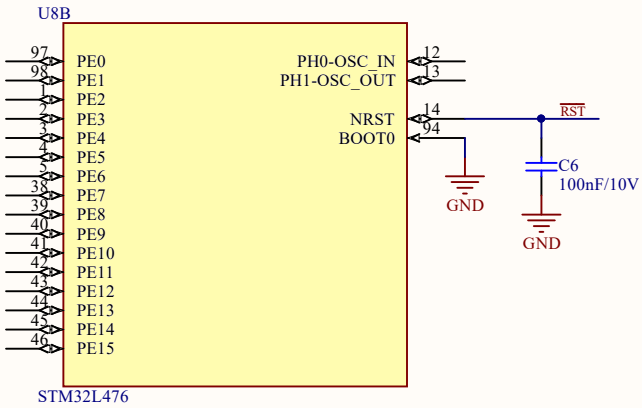 U8B
97 PE0
98 PE1
1 PE2
2 PE3
3 PE4
4 PE5
5 PE6
38 PE7
39 PE8
40 PE9
41 PE10
42 PE11
43 PE12
44 PE13
45 PE14
46 PE15
PH0-OSC_IN 12
PH1-OSC_OUT 13
NRST 14
BOOT0 94
RST
C6
100nF/10V
GND
GND
STM32L476